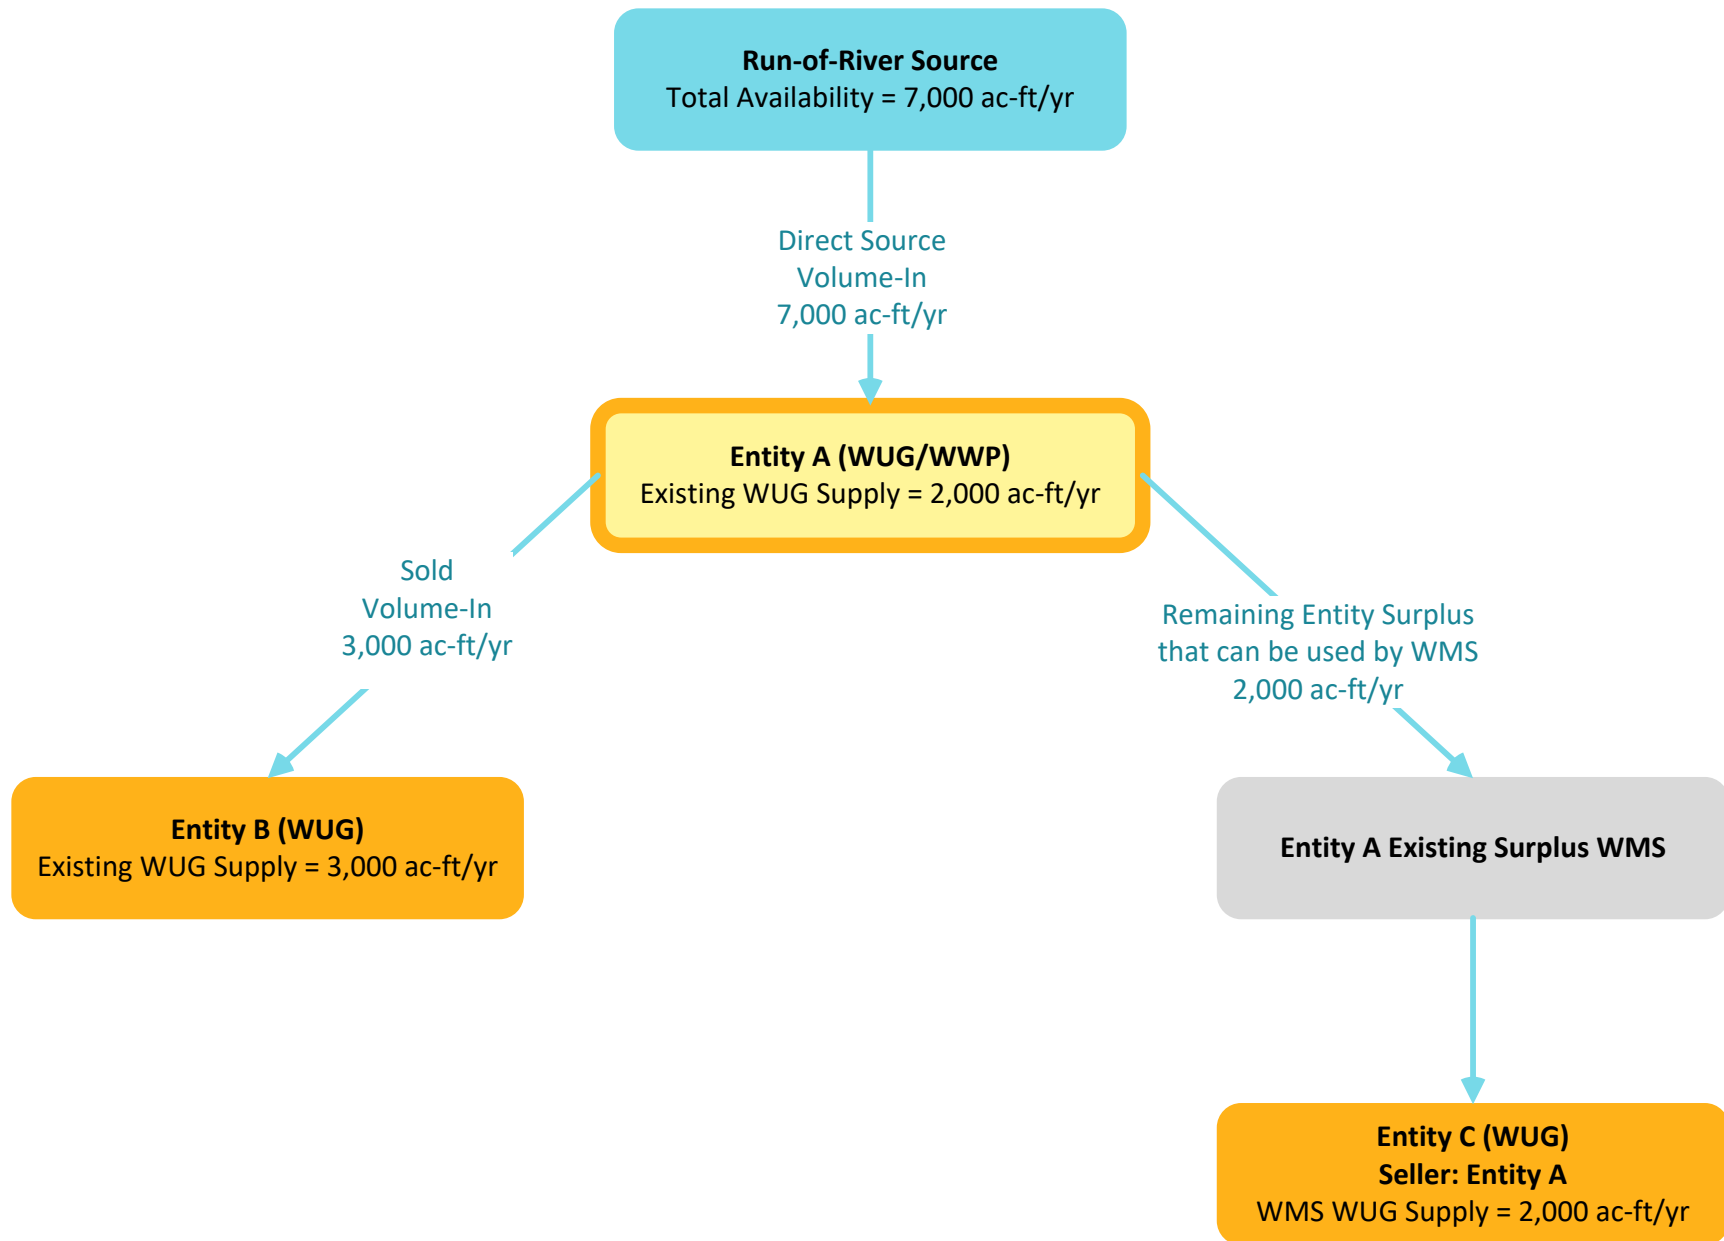 Run-of-River Source
Total Availability = 7,000 ac-ft/yr
Direct Source
Volume-In
7,000 ac-ft/yr
Entity A (WUG/WWP)
Existing WUG Supply = 2,000 ac-ft/yr
Sold
Volume-In
3,000 ac-ft/yr
Remaining Entity Surplus
that can be used by WMS
2,000 ac-ft/yr
Entity B (WUG)
Existing WUG Supply = 3,000 ac-ft/yr
Entity A Existing Surplus WMS
Entity C (WUG)
Seller: Entity A
WMS WUG Supply = 2,000 ac-ft/yr